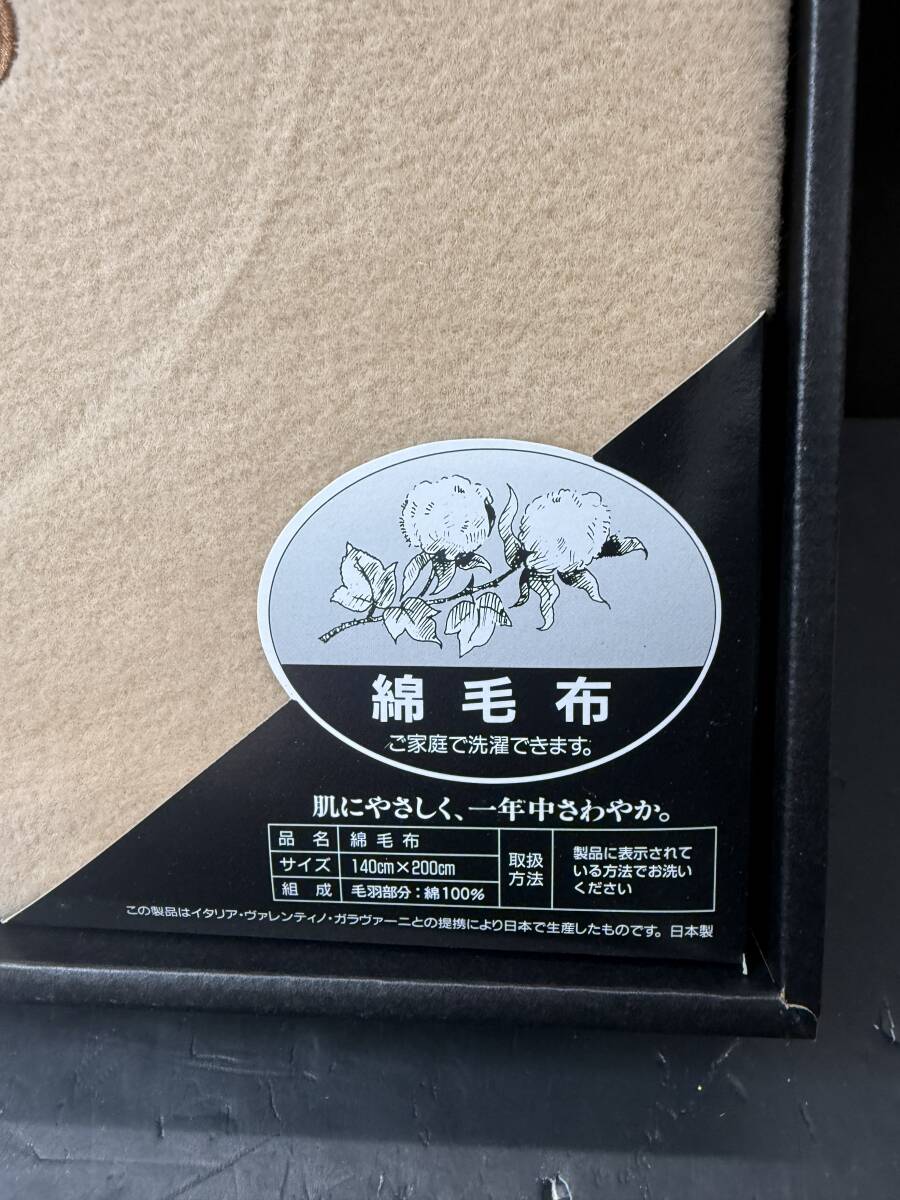 綿毛布
ご家庭で洗濯できます。
肌にやさしく、一年中さわやか。
品名 綿毛布
サイズ 140cm×200cm
組成 毛羽部分：綿100%
取扱方法
製品に表示されて
いる方法でお洗い
ください
この製品はイタリア・ヴァレンティノ・ガラヴァーニとの提携により日本で生産したものです。日本製